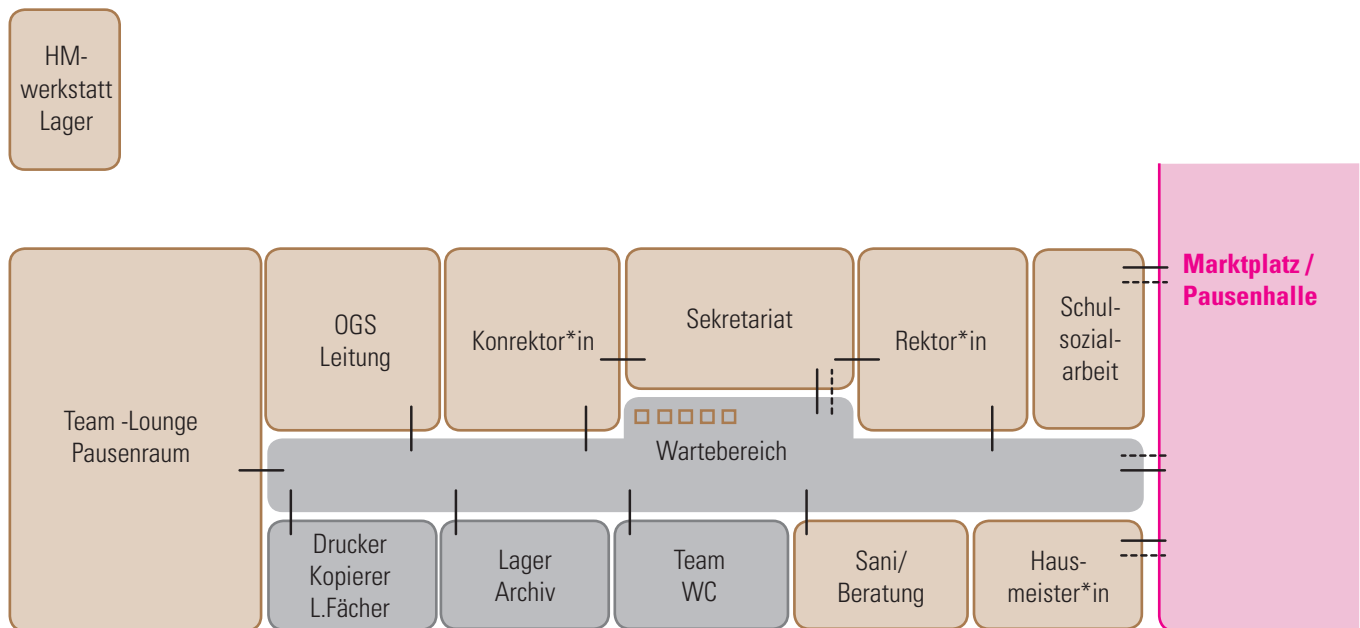 HM-
werkstatt
Lager
Team -Lounge
Pausenraum
OGS
Leitung
Konrektor*in
Sekretariat
Rektor*in
Schul-
sozial-
arbeit
Marktplatz /
Pausenhalle
Wartebereich
Drucker
Kopierer
L.Fächer
Lager
Archiv
Team
WC
Sani/
Beratung
Haus-
meister*in